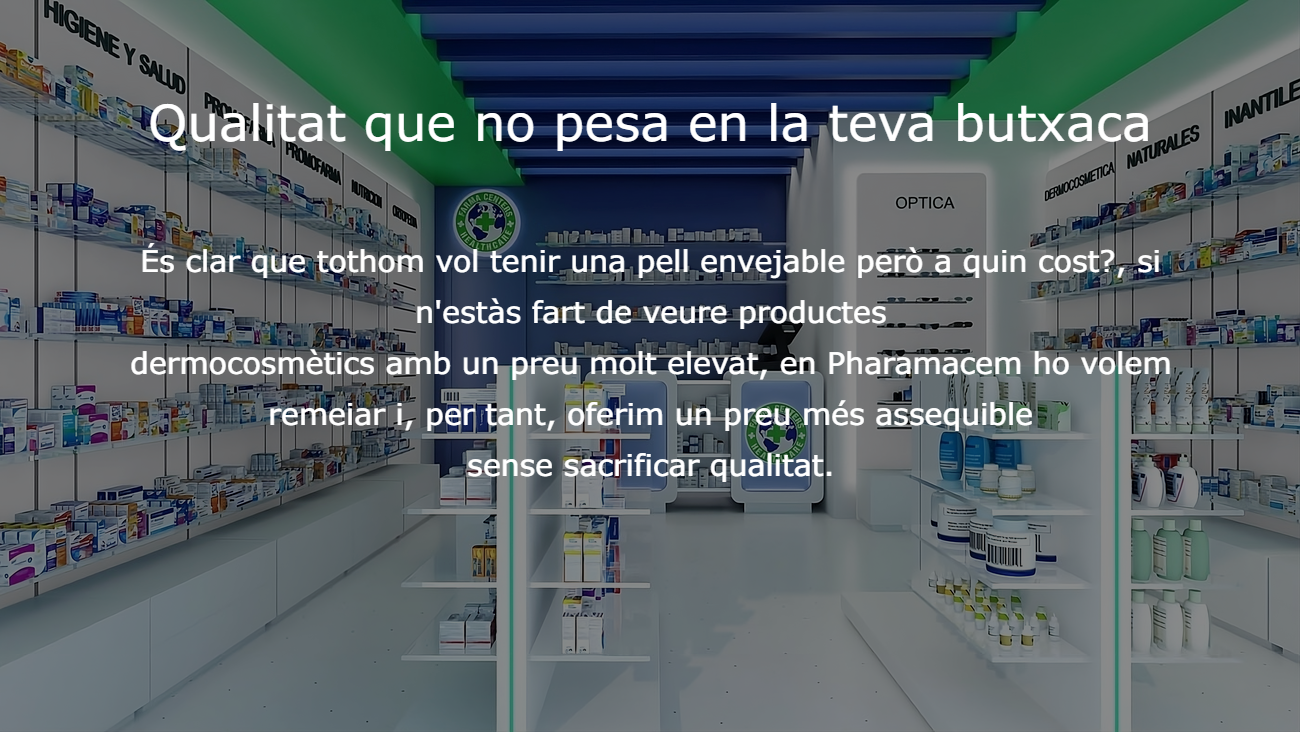 HIGIENE Y SALUD
PROMOFARMA
PROMOFARMA
NUTRICION
ORTOPEDIA
OPTICA
DERMOCOSMETICA
NATURALES
INANTILE
Qualitat que no pesa en la teva butxaca
FARMA CENTERS
HEALTHCARE
És clar que tothom vol tenir una pell envejable però a quin cost?, si
n'estàs fart de veure productes
dermocosmètics amb un preu molt elevat, en Pharamacem ho volem
remeiar i, per tant, oferim un preu més assequible
sense sacrificar qualitat.